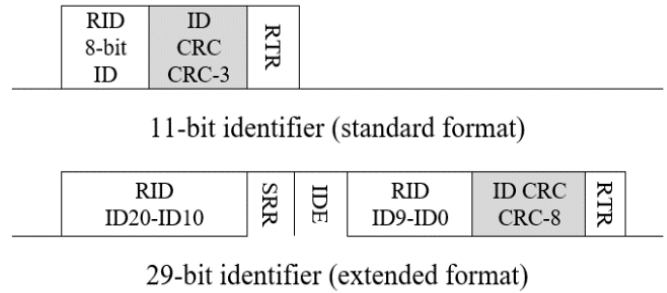 RID
8-bit
ID
ID
CRC
CRC-3
RTR
11-bit identifier (standard format)
RID
ID20-ID10
SRR
IDE
RID
ID9-ID0
ID CRC
CRC-8
RTR
29-bit identifier (extended format)